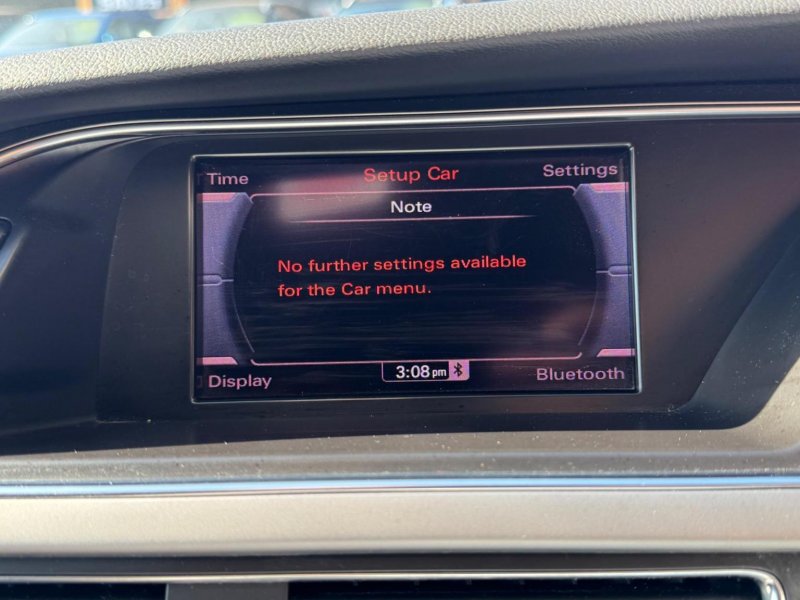 Time
Setup Car
Settings
Note
No further settings available
for the Car menu.
3:08 pm
Display
Bluetooth